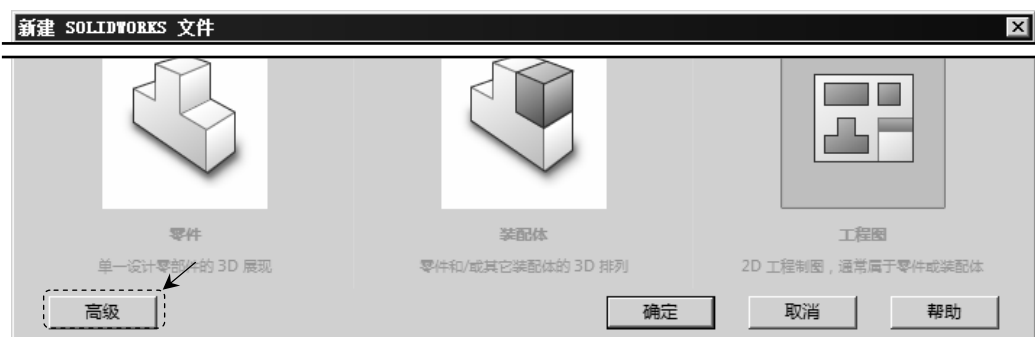 新建 SOLIDWORKS 文件
零件
装配体
工程图
单一设计零部件的 3D 展现
零件和/或其它装配体的 3D 排列
2D 工程制图，通常属于零件或装配体
高级
确定
取消
帮助